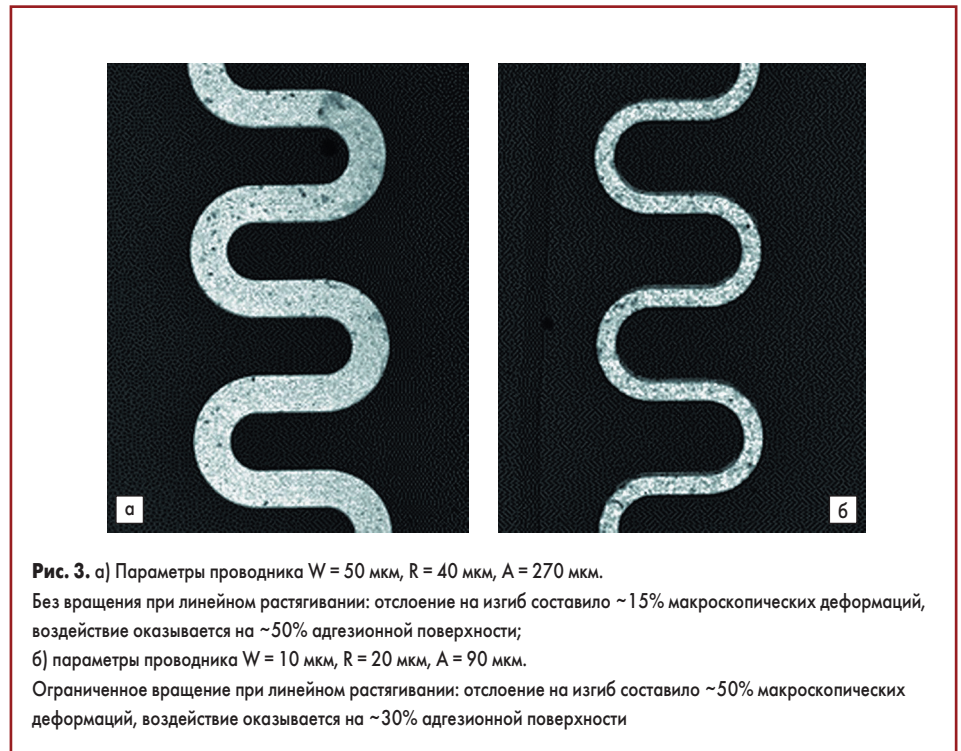 а
б
Рис. 3. а) Параметры проводника W = 50 мкм, R = 40 мкм, A = 270 мкм.
Без вращения при линейном растягивании: отслоение на изгиб составило ~15% макроскопических деформаций,
воздействие оказывается на ~50% адгезионной поверхности;
б) параметры проводника W = 10 мкм, R = 20 мкм, A = 90 мкм.
Ограниченное вращение при линейном растягивании: отслоение на изгиб составило ~50% макроскопических
деформаций, воздействие оказывается на ~30% адгезионной поверхности